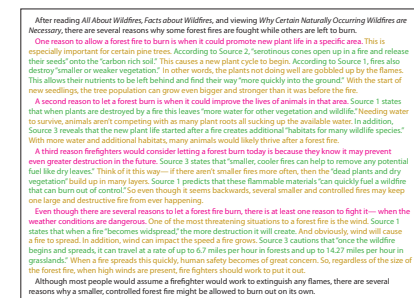 After reading All About Wildfires, Facts about Wildfires, and viewing Why Certain Naturally Occurring Wildfires are
Necessary, there are several reasons why some forest fires are fought while others are left to burn.
One reason to allow a forest fire to burn is when it could promote new plant life in a specific area. This is
especially important for certain pine trees. According to Source 2, "serotinous cones open up in a fire and release
their seeds" onto the "carbon rich soil." This causes a new plant cycle to begin. According to Source 1, fires also
destroy "smaller or weaker vegetation." In other words, the plants not doing well are gobbled up by the flames.
This allows their nutrients to be left behind and find their way "more quickly into the ground." With the start of
new seedlings, the tree population can grow even bigger and stronger than it was before the fire.
A second reason to let a forest burn is when it could improve the lives of animals in that area. Source 1 states
that when plants are destroyed by a fire this leaves "more water for other vegetation and wildlife." Needing water
to survive, animals aren't competing with as many plant roots all sucking up the available water. In addition,
Source 3 reveals that the new plant life started after a fire creates additional "habitats for many wildlife species."
With more water and additional habitats, many animals would likely thrive after a forest fire.
A third reason firefighters would consider letting a forest fire burn today is because they know it may prevent
even greater destruction in the future. Source 3 states that "smaller, cooler fires can help to remove any potential
fuel like dry leaves." Think of it this way— if there aren't smaller fires more often, then the "dead plants and dry
vegetation" build up in many layers. Source 1 predicts that these flammable materials "can quickly fuel a wildfire
that can burn out of control." So even though it seems backwards, several smaller and controlled fires may keep
one large and destructive fire from ever happening.
Even though there are several reasons to let a forest fire burn, there is at least one reason to fight it— when the
weather conditions are dangerous. One of the most threatening situations to a forest fire is the wind. Source 1
states that when a fire "becomes widespread," the more destruction it will create. And obviously, wind will cause
a fire to spread. In addition, wind can impact the speed a fire grows. Source 3 cautions that "once the wildfire
begins and spreads, it can travel at a rate of up to 6.7 miles per hour in forests and up to 14.27 miles per hour in
grasslands." When a fire spreads this quickly, human safety becomes of great concern. So, regardless of the size of
the forest fire, when high winds are present, fire fighters should work to put it out.
Although most people would assume a firefighter would work to extinguish any flames, there are several
reasons why a smaller, controlled forest fire might be allowed to burn out on its own.